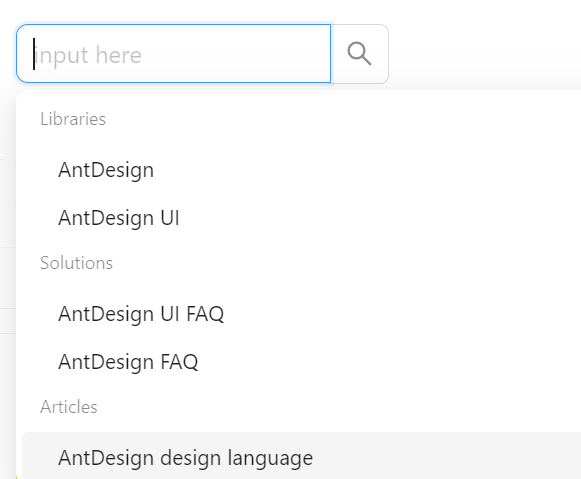 input here
Libraries
AntDesign
AntDesign UI
Solutions
AntDesign UI FAQ
AntDesign FAQ
Articles
AntDesign design language